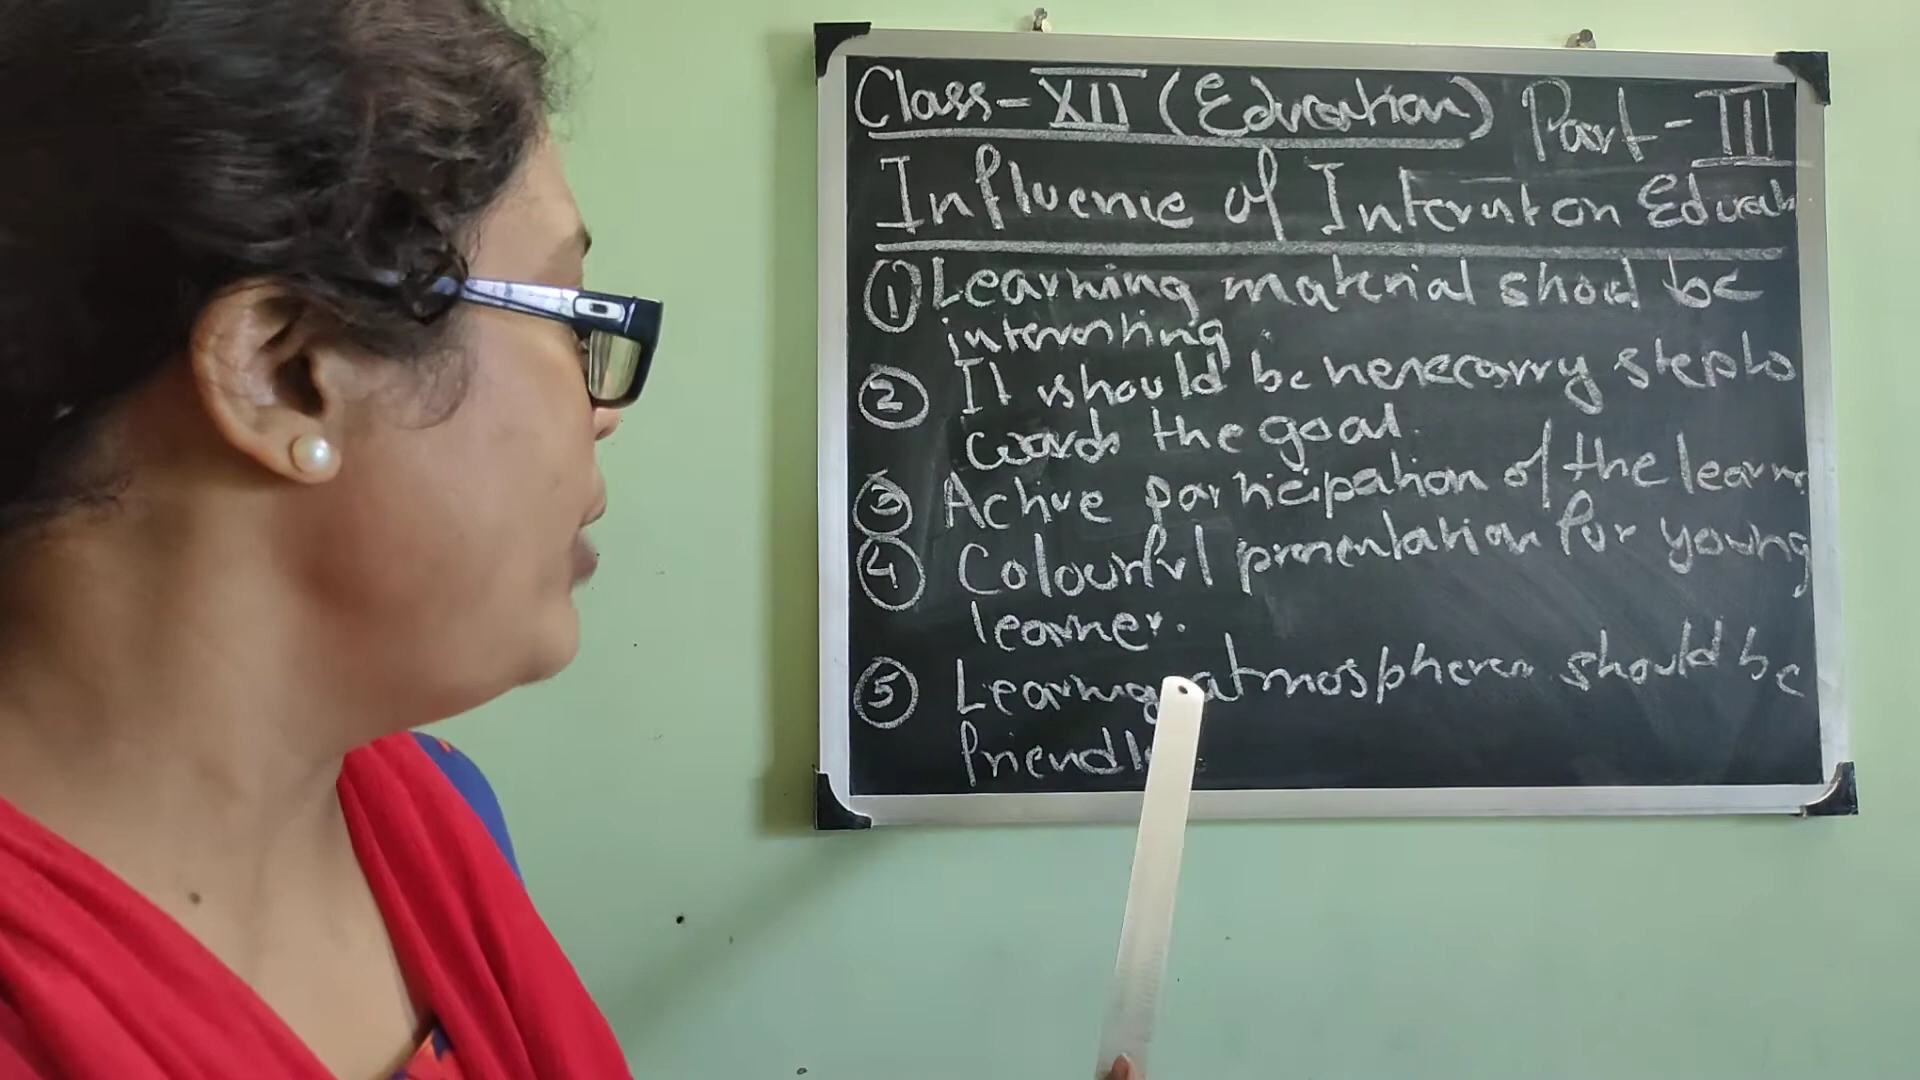 Class-XII (Education) Part-III
Influence of Internet on Educat
① Learning material should be
interesting
② It should be necessary step to
wards the goal.
③ Active participation of the learne
④ Colourful presentation for young
learner.
⑤ Learning atmosphere should be
friendly